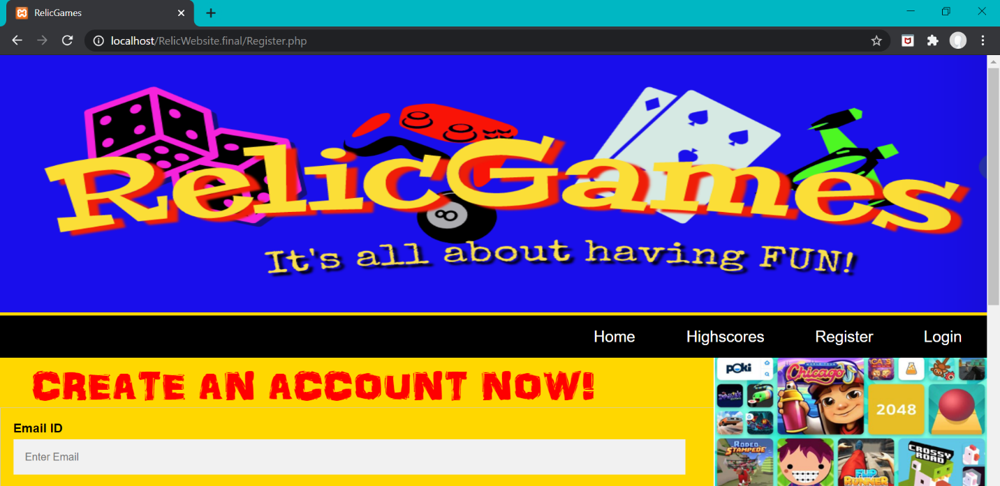 RelicGames
localhost/RelicWebsite.final/Register.php
RelicGames
8
It's all about having FUN!
Home
Highscores
Register
Login
CREATE AN ACCOUNT NOW!
Email ID
Enter Email
poki
Chicago
2048
RODEO
STAMPEDE
FLIP
RUNNER
CROSSY
ROAD